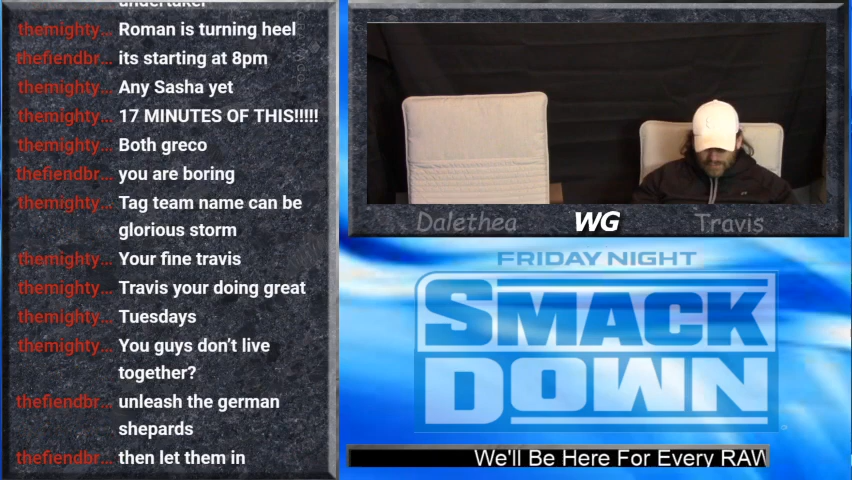 undertaker
themighty... Roman is turning heel
thefiendbr... its starting at 8pm
themighty... Any Sasha yet
themighty... 17 MINUTES OF THIS!!!!!
themighty... Both greco
thefiendbr... you are boring
themighty... Tag team name can be
glorious storm
themighty... Your fine travis
themighty... Travis your doing great
themighty... Tuesdays
themighty... You guys don’t live
together?
thefiendbr... unleash the german
shepards
thefiendbr... then let them in
Dalethea WG Travis
FRIDAY NIGHT
SMACK
DOWN
We'll Be Here For Every RAW